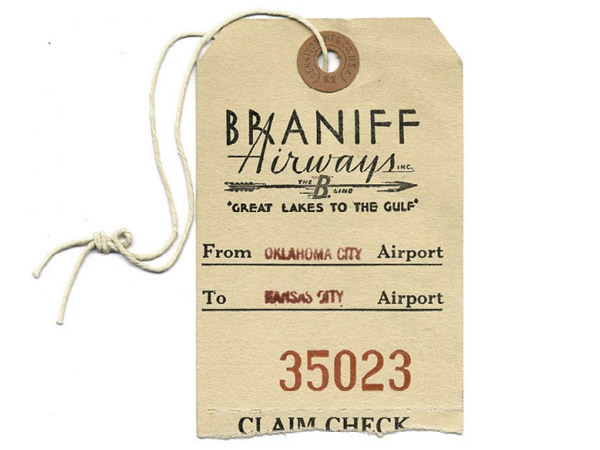 BRANIFF
Airways INC.
THE B LINE
"GREAT LAKES TO THE GULF"
From OKLAHOMA CITY Airport
To KANSAS CITY Airport
35023
CLAIM CHECK